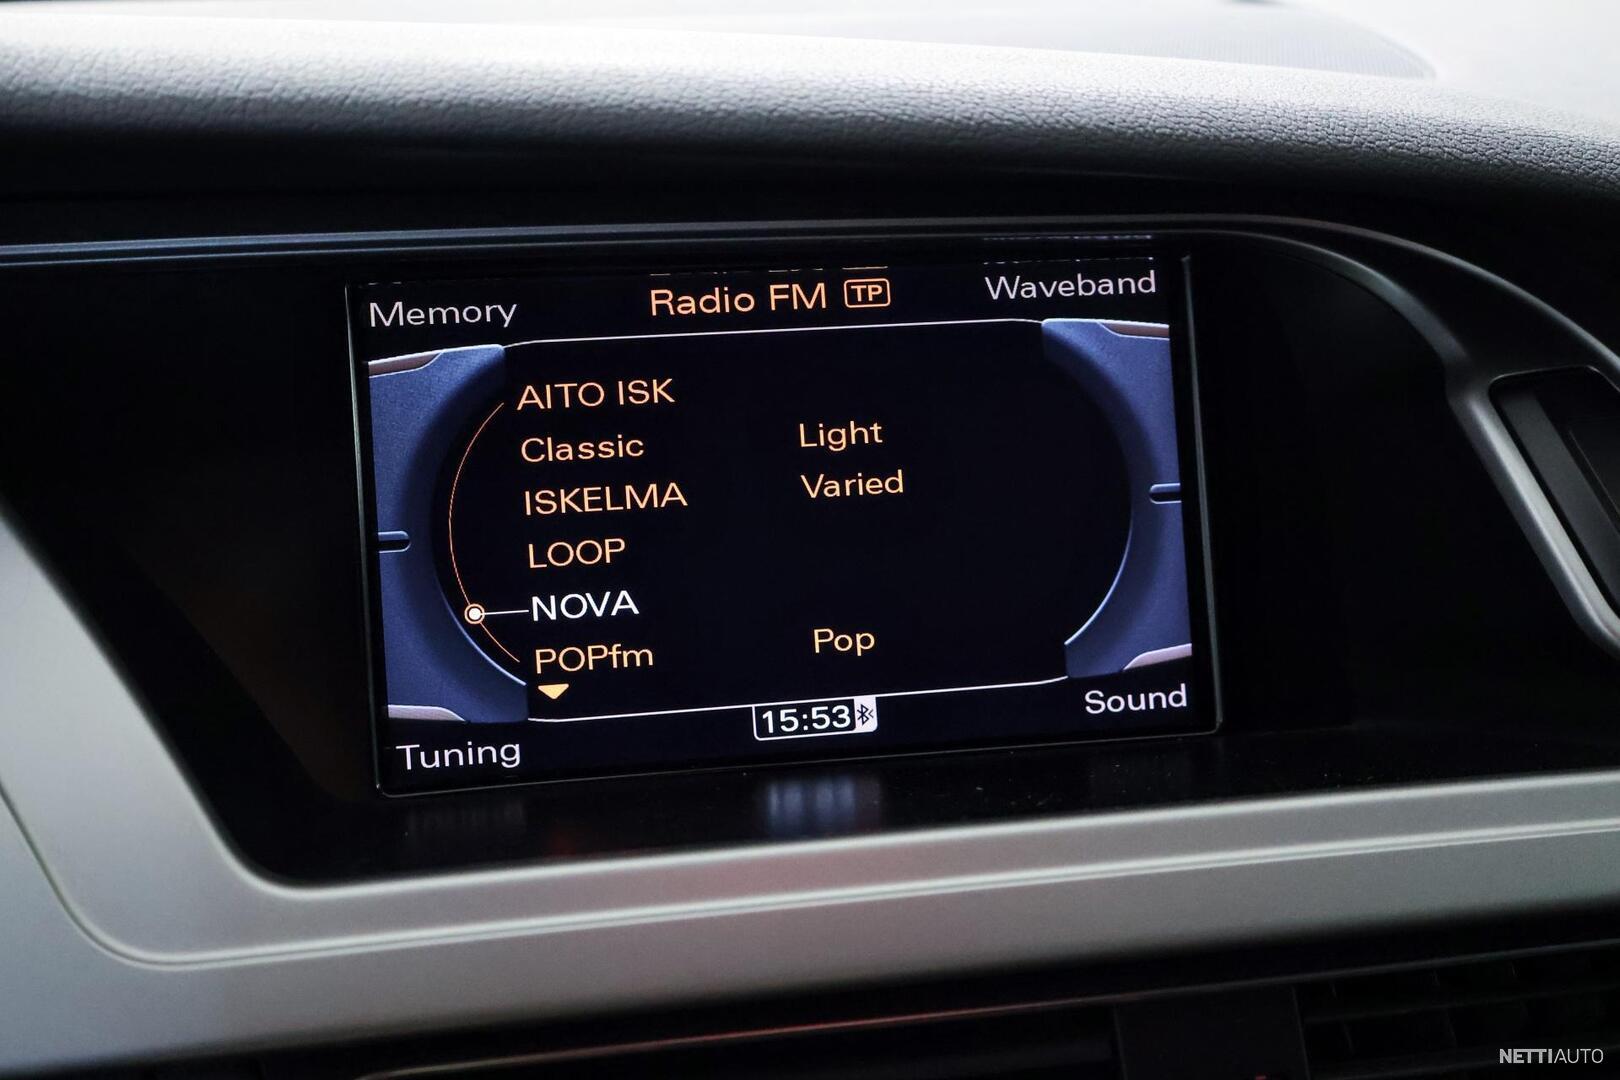 Memory
Radio FM TP
Waveband
AITO ISK
Classic Light
ISKELMA Varied
LOOP
NOVA
POPfm Pop
15:53
Tuning
Sound
NETTIAUTO